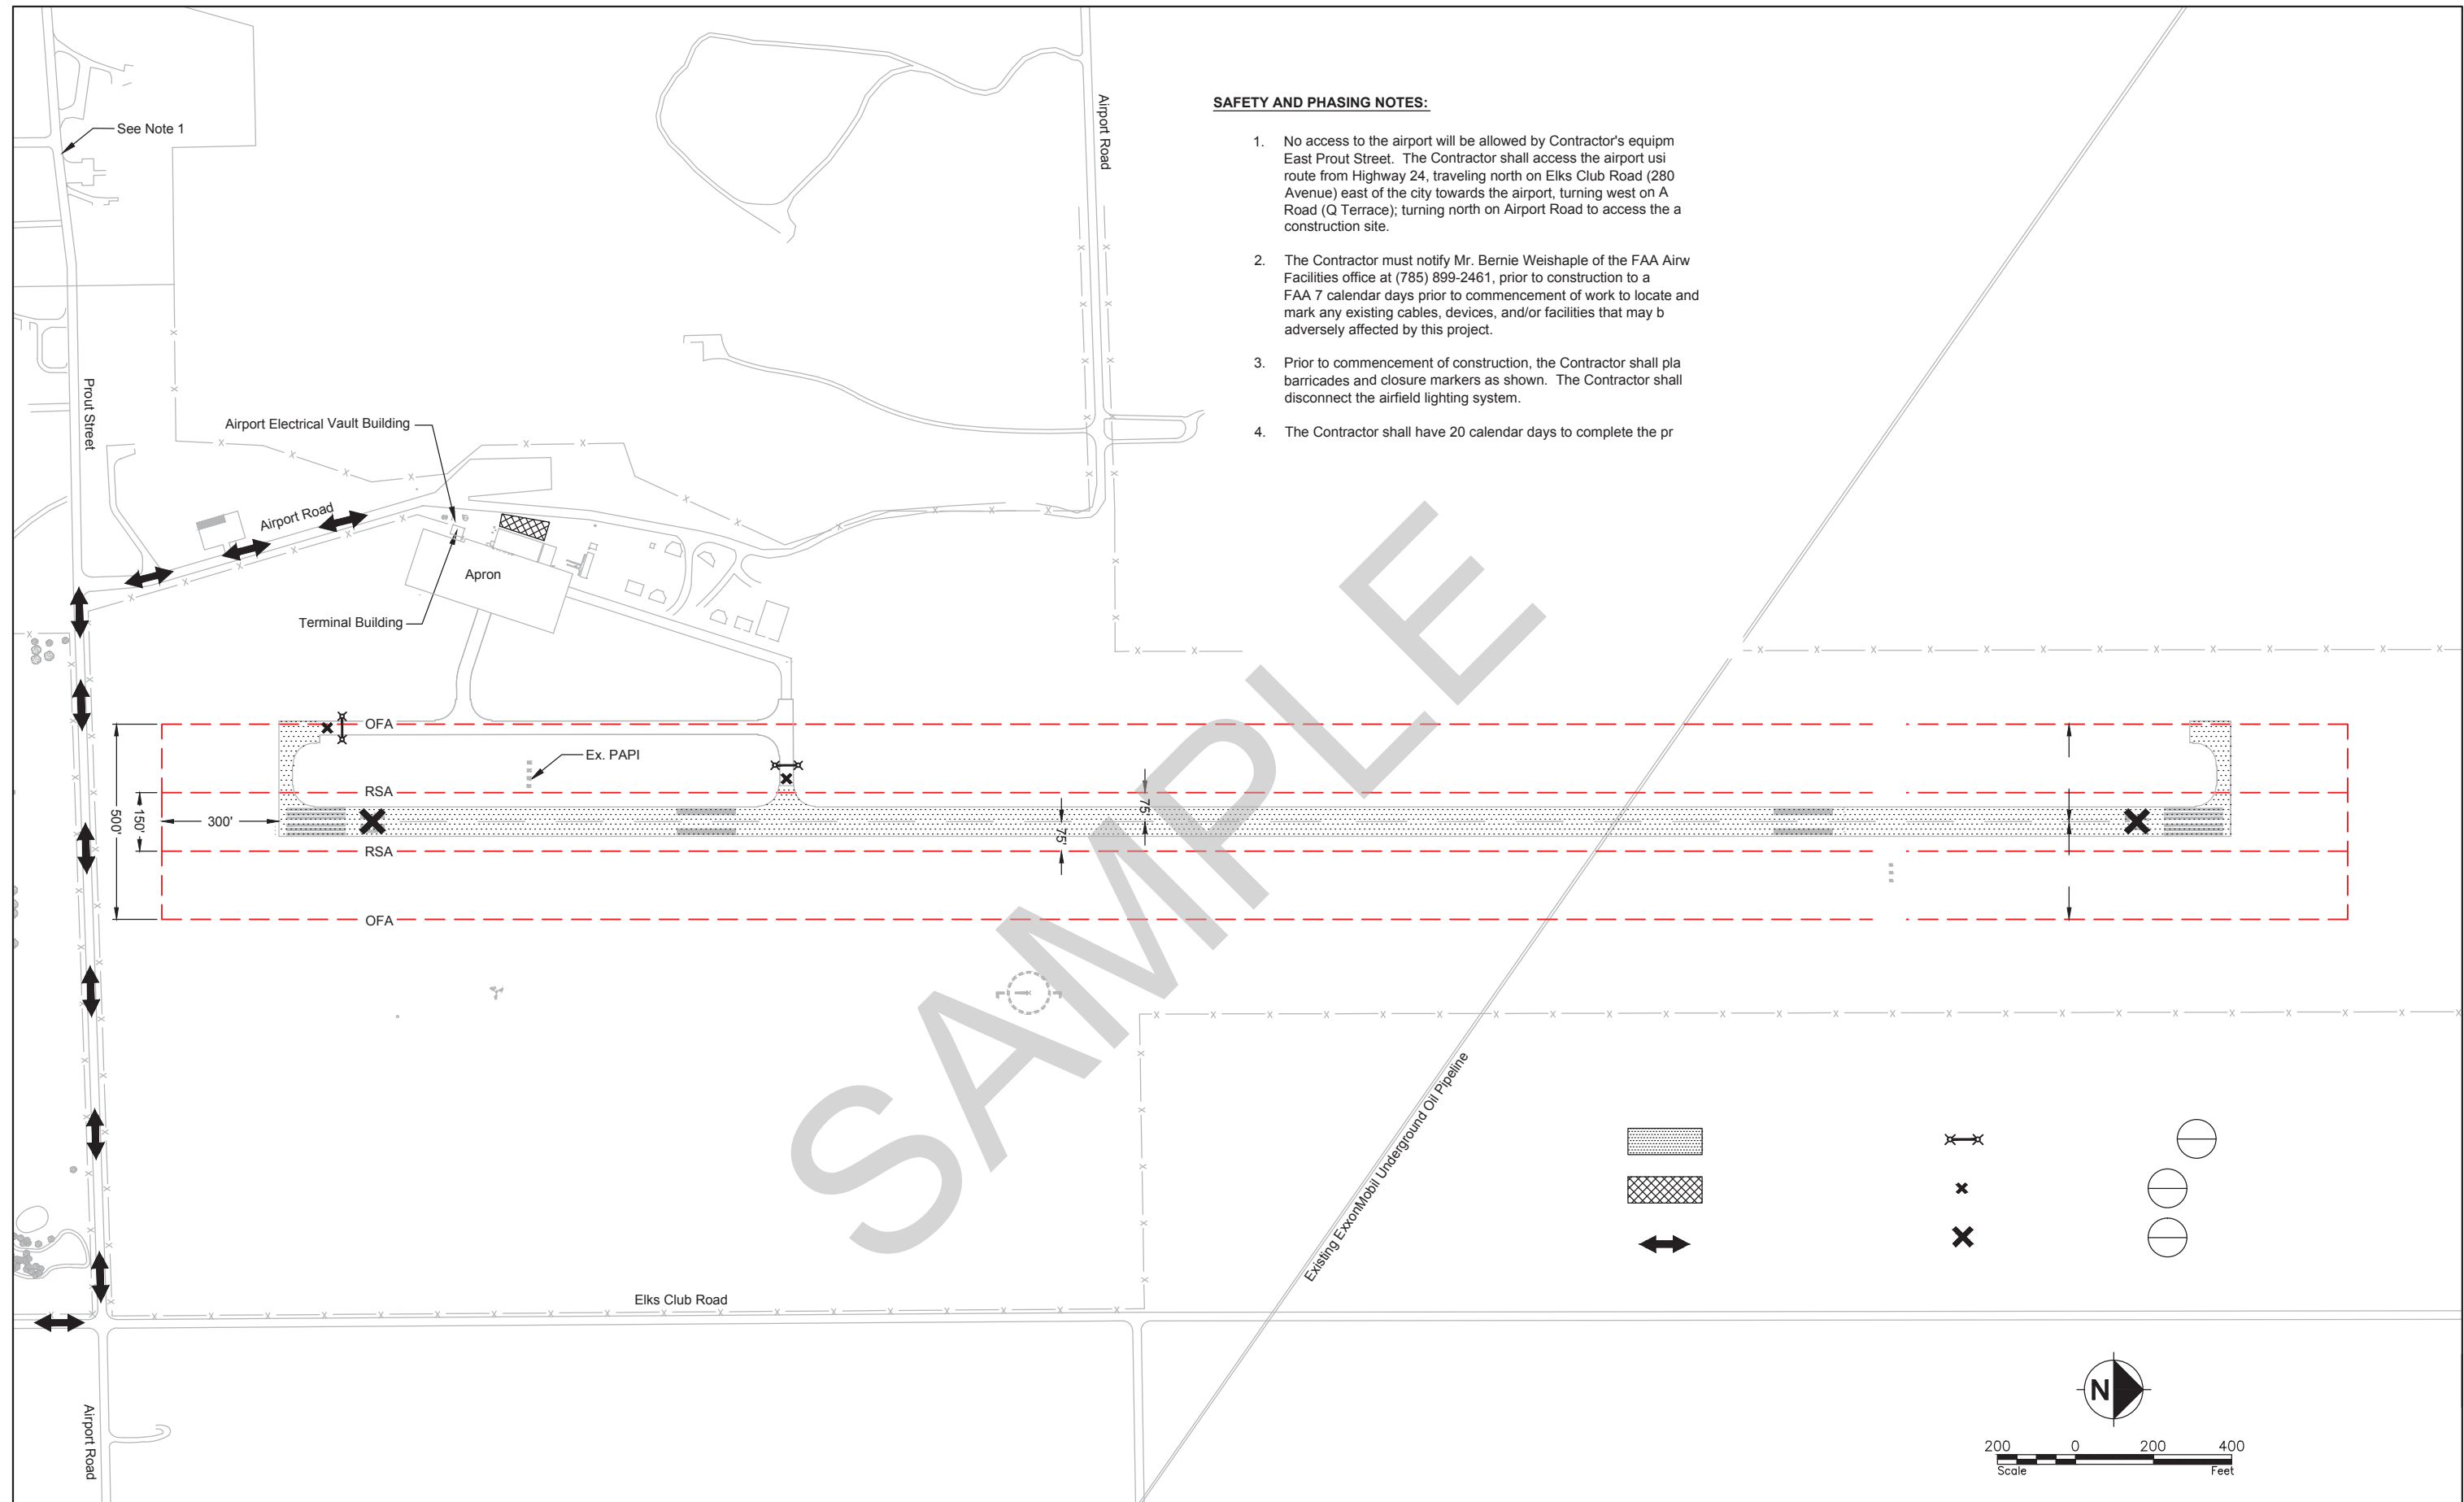 SAFETY AND PHASING NOTES:
1. No access to the airport will be allowed by Contractor's equipm
East Prout Street. The Contractor shall access the airport usi
route from Highway 24, traveling north on Elks Club Road (280
Avenue) east of the city towards the airport, turning west on A
Road (Q Terrace); turning north on Airport Road to access the a
construction site.
2. The Contractor must notify Mr. Bernie Weishaple of the FAA Airw
Facilities office at (785) 899-2461, prior to construction to a
FAA 7 calendar days prior to commencement of work to locate and
mark any existing cables, devices, and/or facilities that may b
adversely affected by this project.
3. Prior to commencement of construction, the Contractor shall pla
barricades and closure markers as shown. The Contractor shall
disconnect the airfield lighting system.
4. The Contractor shall have 20 calendar days to complete the pr
See Note 1
Airport Road
Prout Street
Airport Electrical Vault Building
Airport Road
Apron
Terminal Building
OFA
Ex. PAPI
RSA
500'
150'
300'
75'
75'
RSA
OFA
SAMPLE
Existing ExxonMobil Underground Oil Pipeline
Elks Club Road
Airport Road
N
200 0 200 400
Scale Feet